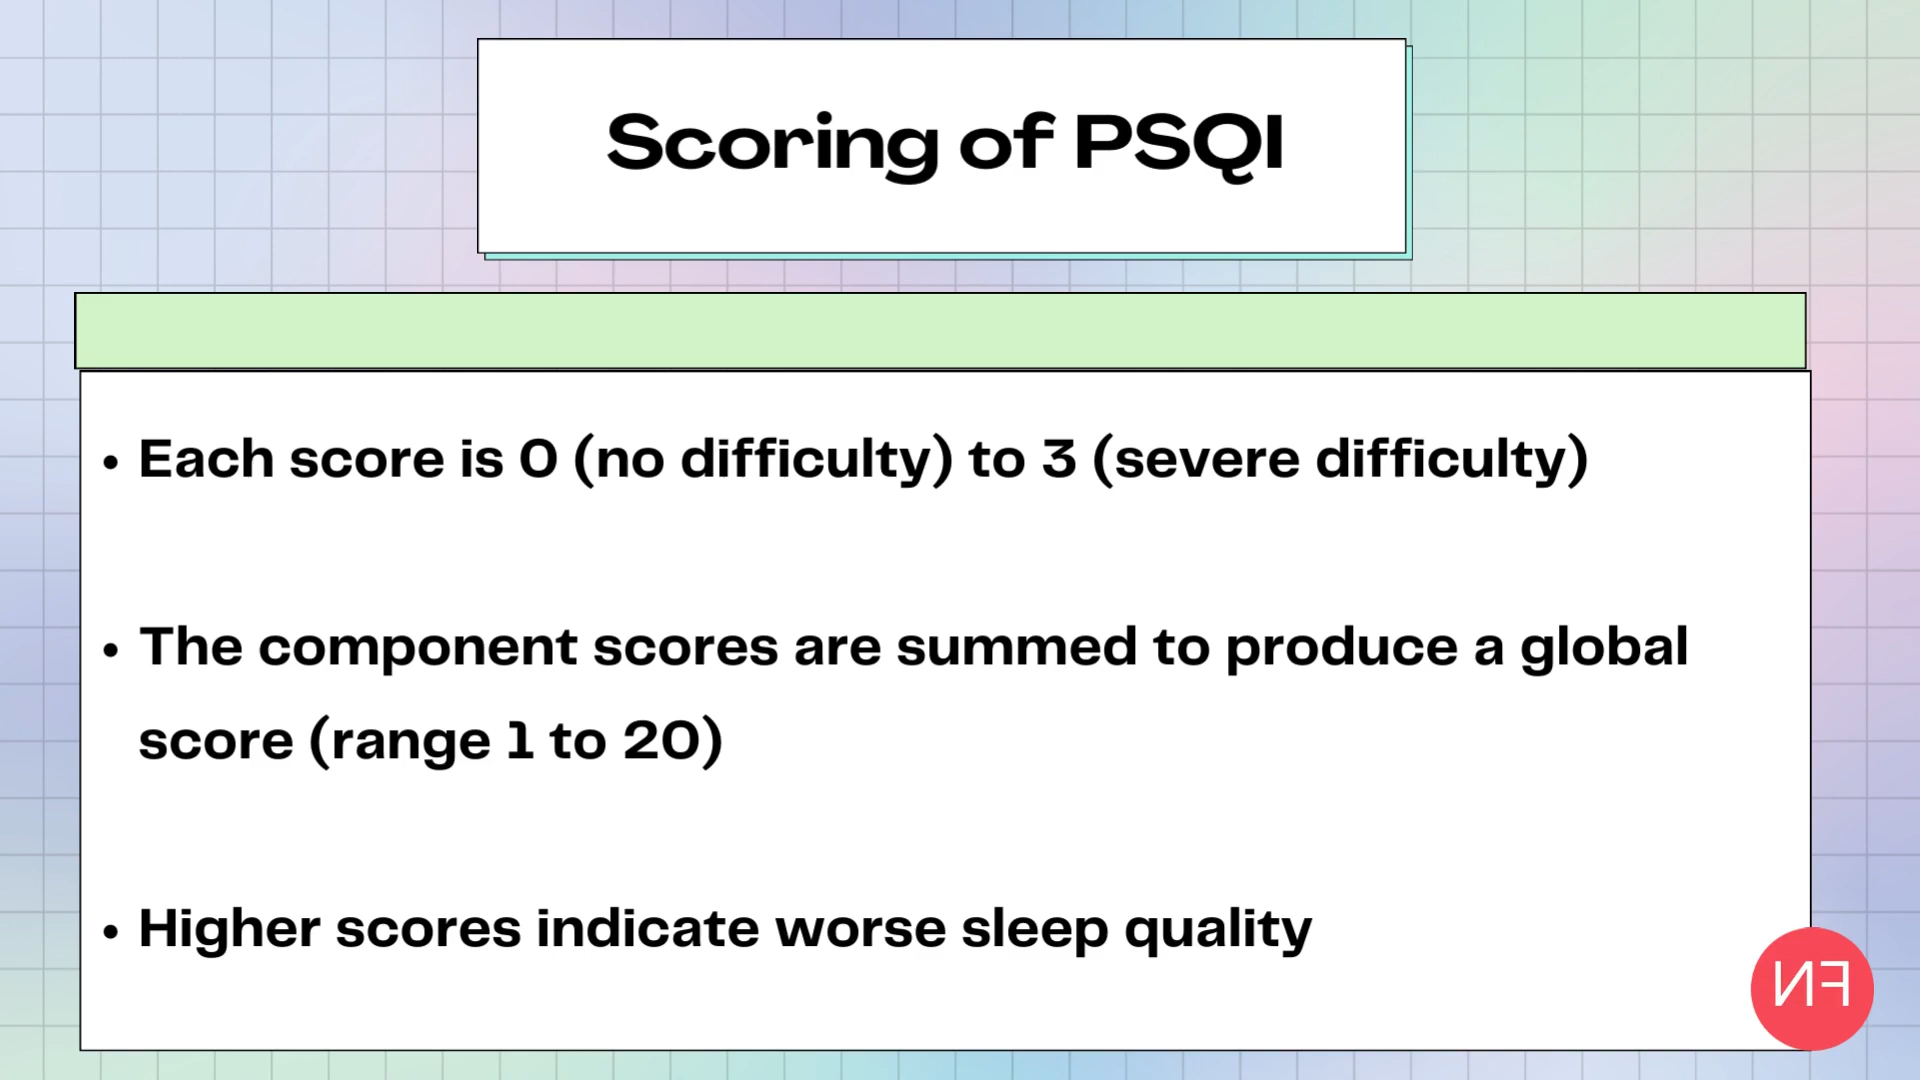 Scoring of PSQI
• Each score is 0 (no difficulty) to 3 (severe difficulty)
• The component scores are summed to produce a global
score (range 1 to 20)
• Higher scores indicate worse sleep quality
Иꟻ